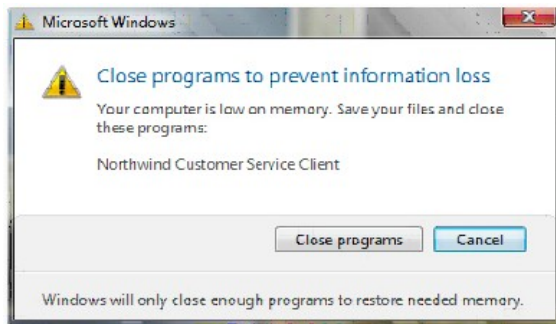 Microsoft Windows
Close programs to prevent information loss
Your computer is low on memory. Save your files and close
these programs:
Northwind Customer Service Client
Close programs
Cancel
Windows will only close enough programs to restore needed memory.